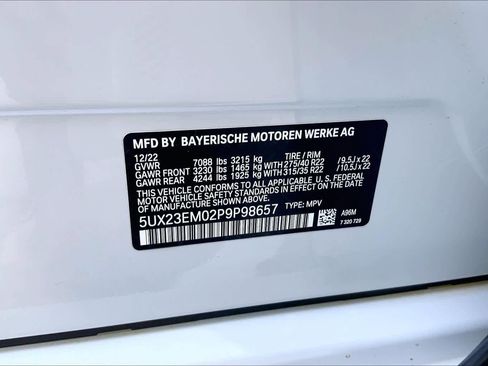 MFD BY BAYERISCHE MOTOREN WERKE AG
12/22 TIRE / RIM
GVWR 7088 lbs 3215 kg
GAWR FRONT 3230 lbs 1465 kg WITH 275/40 R22 / 9.5J x 22
GAWR REAR 4244 lbs 1925 kg WITH 315/35 R22 / 10.5J x 22
THIS VEHICLE CONFORMS TO ALL APPLICABLE U. S. FEDERAL
MOTOR VEHICLE SAFETY STANDARDS IN EFFECT ON THE DATE OF
MANUFACTURE SHOWN ABOVE.
5UX23EM02P9P98657 TYPE: MPV
A96M
7 320 729